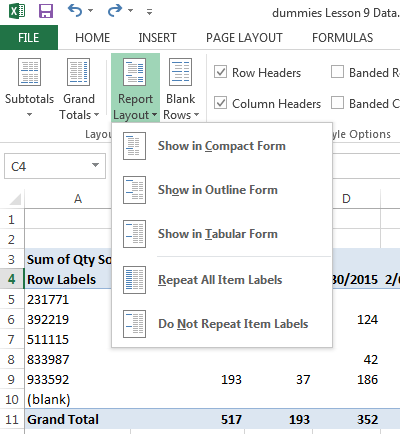 dummies Lesson 9 Data.
FILE HOME INSERT PAGE LAYOUT FORMULAS
Subtotals
Grand Totals
Report Layout
Blank Rows
Row Headers
Banded
Column Headers
Banded
Style Options
C4
Show in Compact Form
Show in Outline Form
Show in Tabular Form
Repeat All Item Labels
Do Not Repeat Item Labels
A D
1
2
3 Sum of Qty
4 Row Labels 30/2015
5 231771
6 392219 124
7 511115
8 833987 42
9 933592 193 37 186
10 (blank)
11 Grand Total 517 193 352